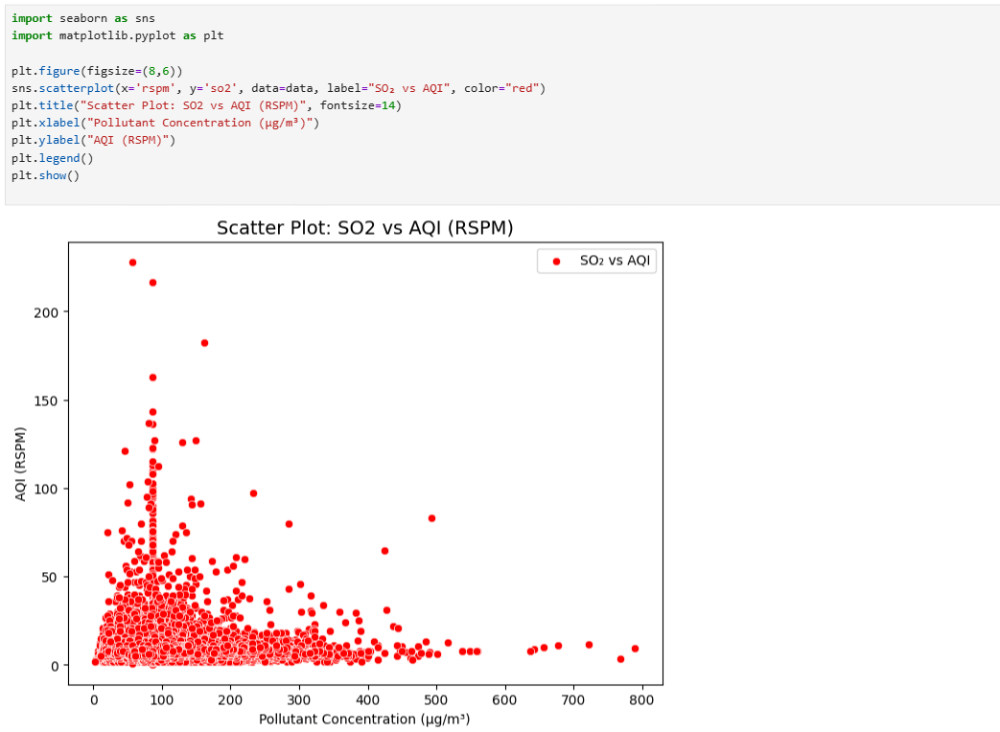 import seaborn as sns
import matplotlib.pyplot as plt
plt.figure(figsize=(8,6))
sns.scatterplot(x='rspm', y='so2', data=data, label="SO₂ vs AQI", color="red")
plt.title("Scatter Plot: SO2 vs AQI (RSPM)", fontsize=14)
plt.xlabel("Pollutant Concentration (µg/m³)")
plt.ylabel("AQI (RSPM)")
plt.legend()
plt.show()
Scatter Plot: SO2 vs AQI (RSPM)
SO₂ vs AQI
AQI (RSPM)
200
150
100
50
0
0 100 200 300 400 500 600 700 800
Pollutant Concentration (µg/m³)